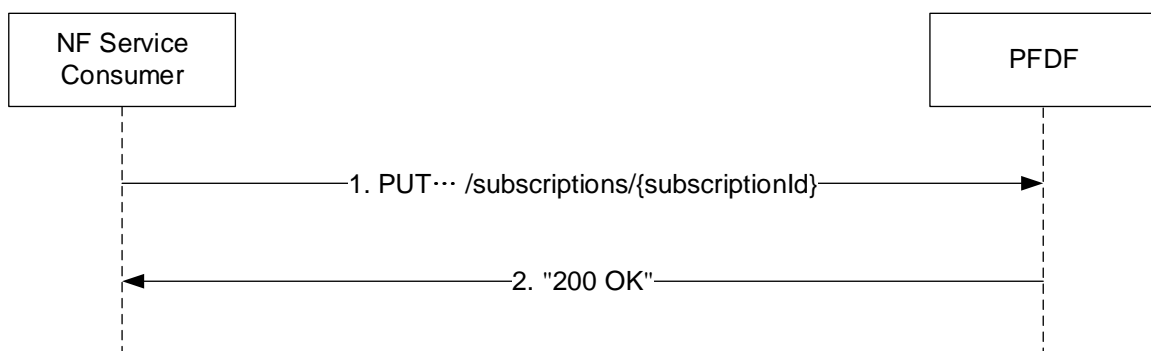 NF Service
Consumer
PFDF
1. PUT… /subscriptions/{subscriptionId}
2. "200 OK"